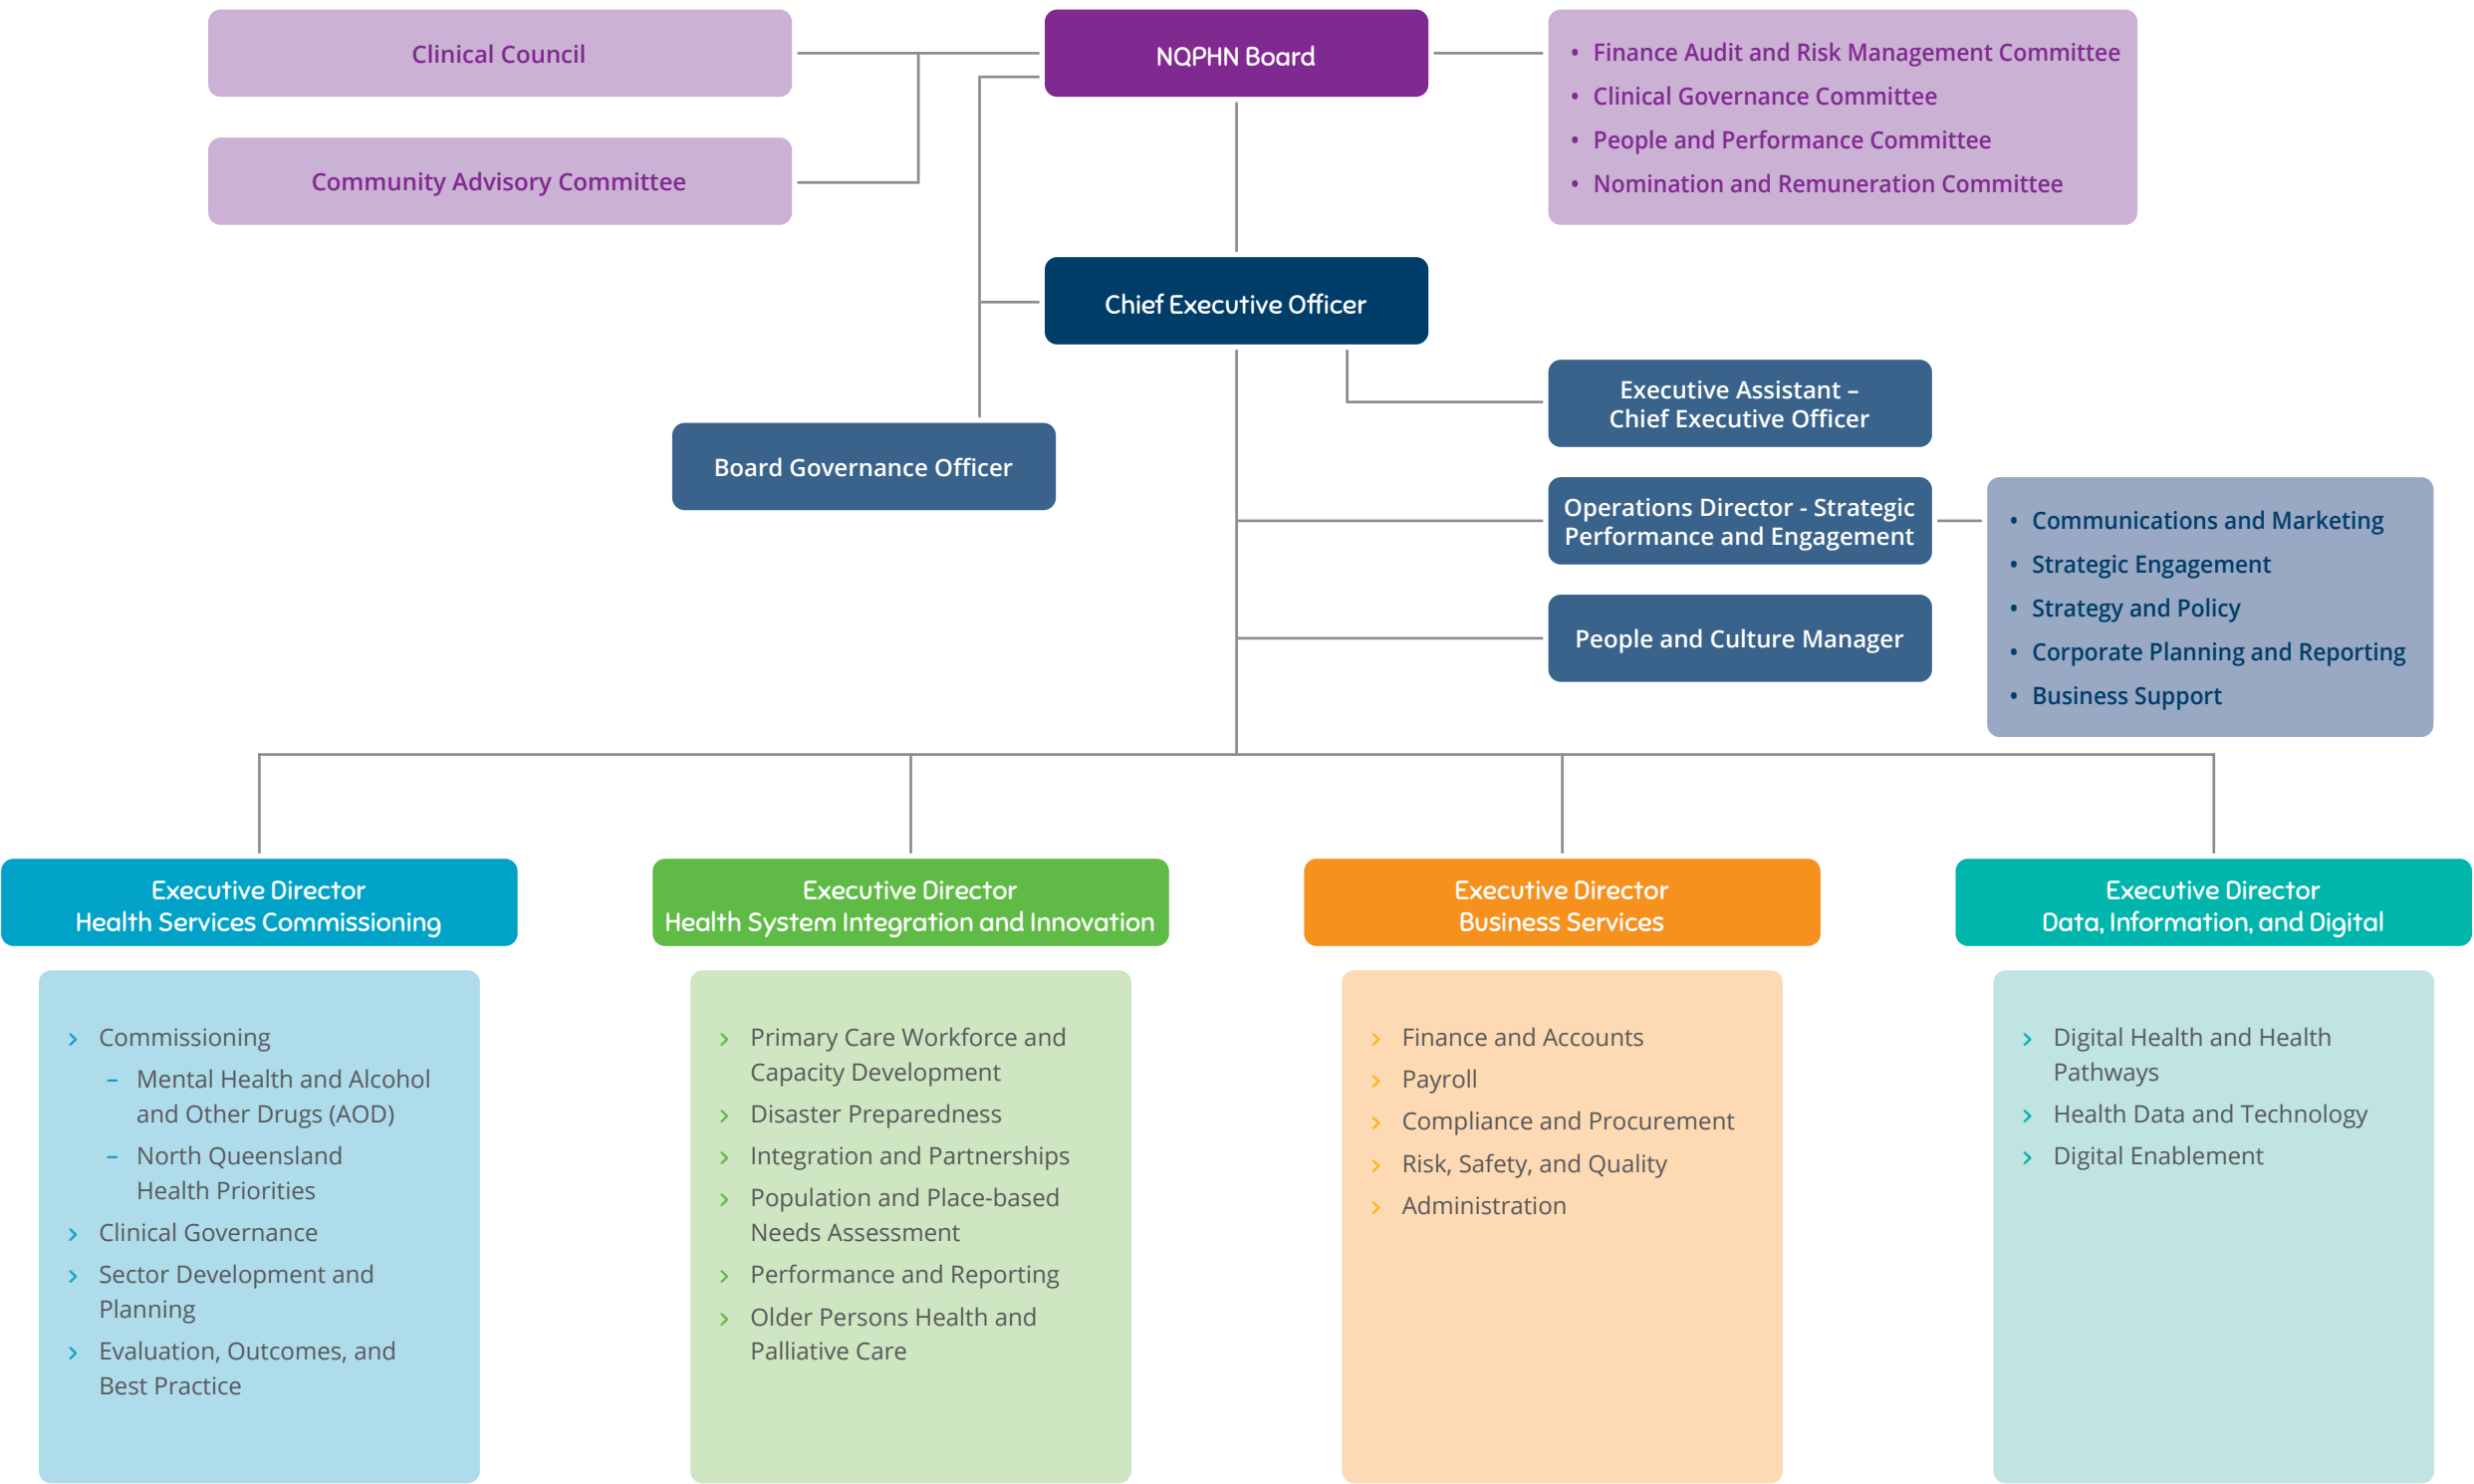 Clinical Council
NQPHN Board
• Finance Audit and Risk Management Committee
• Clinical Governance Committee
• People and Performance Committee
• Nomination and Remuneration Committee
Community Advisory Committee
Chief Executive Officer
Executive Assistant –
Chief Executive Officer
Board Governance Officer
Operations Director - Strategic
Performance and Engagement
• Communications and Marketing
• Strategic Engagement
• Strategy and Policy
• Corporate Planning and Reporting
• Business Support
People and Culture Manager
Executive Director
Health Services Commissioning
› Commissioning
– Mental Health and Alcohol
and Other Drugs (AOD)
– North Queensland
Health Priorities
› Clinical Governance
› Sector Development and
Planning
› Evaluation, Outcomes, and
Best Practice
Executive Director
Health System Integration and Innovation
› Primary Care Workforce and
Capacity Development
› Disaster Preparedness
› Integration and Partnerships
› Population and Place-based
Needs Assessment
› Performance and Reporting
› Older Persons Health and
Palliative Care
Executive Director
Business Services
› Finance and Accounts
› Payroll
› Compliance and Procurement
› Risk, Safety, and Quality
› Administration
Executive Director
Data, Information, and Digital
› Digital Health and Health
Pathways
› Health Data and Technology
› Digital Enablement